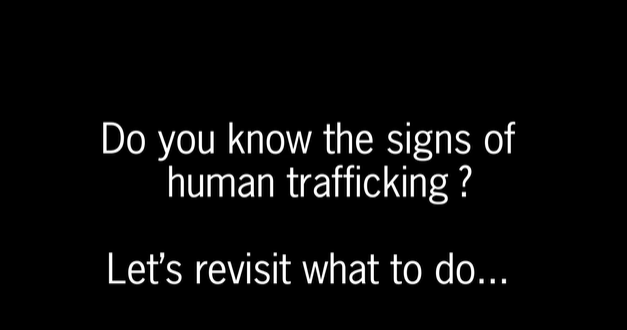 Do you know the signs of
human trafficking ?
Let's revisit what to do...